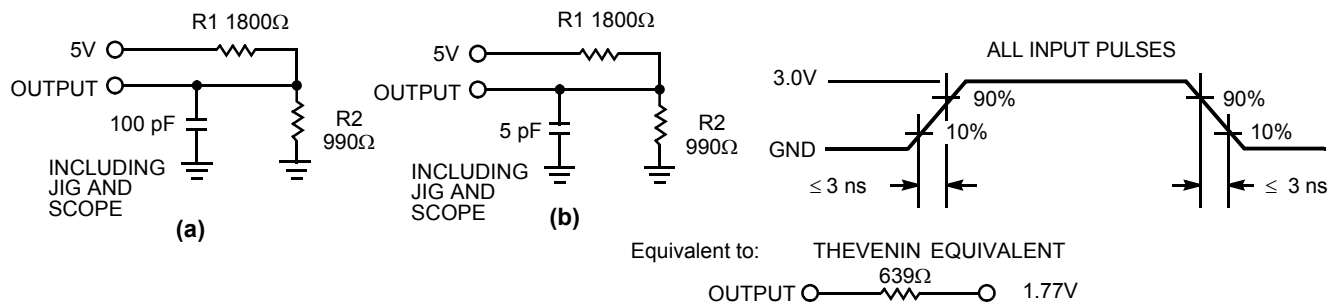 R1 1800Ω
5V
OUTPUT
100 pF
R2
990Ω
INCLUDING
JIG AND
SCOPE
(a)
R1 1800Ω
5V
OUTPUT
5 pF
R2
990Ω
INCLUDING
JIG AND
SCOPE
(b)
ALL INPUT PULSES
3.0V
90%
10%
90%
10%
GND
≤ 3 ns
≤ 3 ns
Equivalent to: THEVENIN EQUIVALENT
639Ω
OUTPUT 1.77V